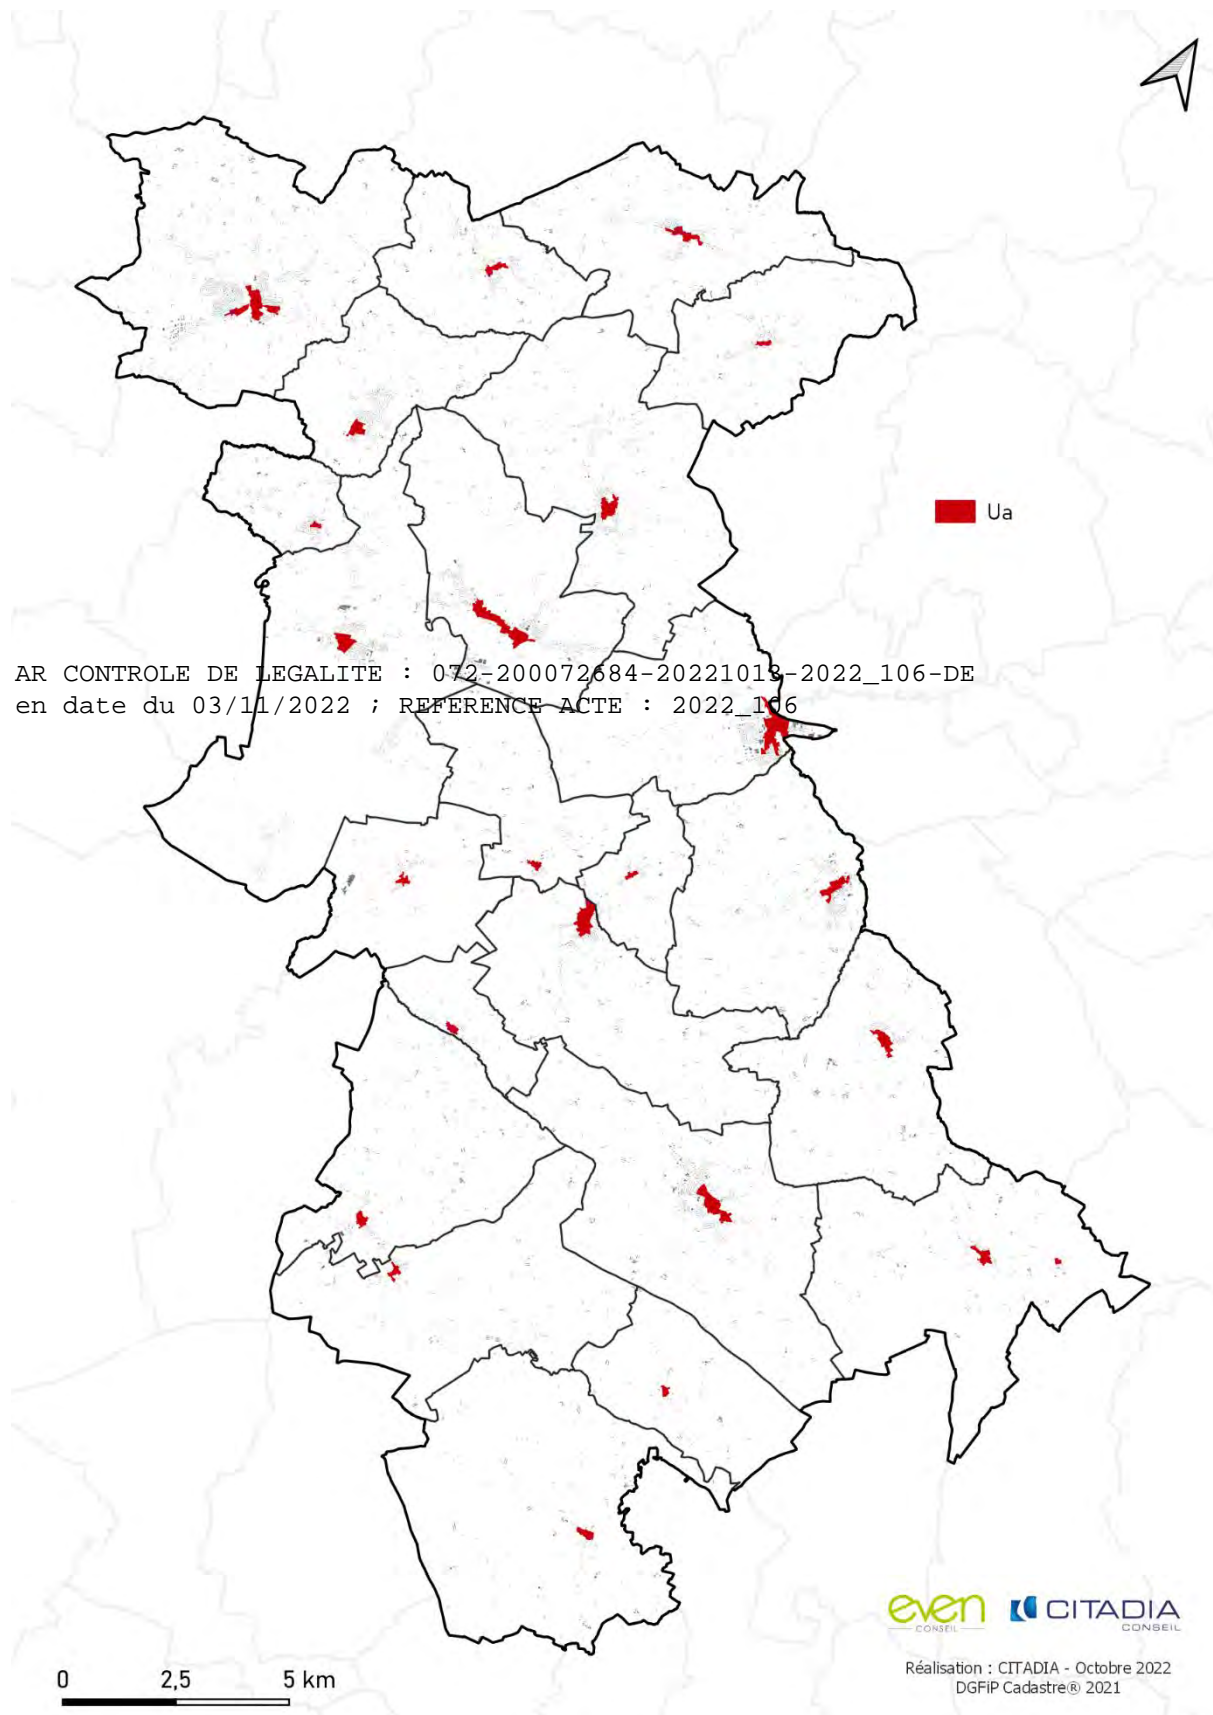 Ua
AR CONTROLE DE LEGALITE : 072-200072684-20221013-2022_106-DE
en date du 03/11/2022 ; REFERENCE ACTE : 2022_106
even
CONSEIL
CITADIA
CONSEIL
Réalisation : CITADIA - Octobre 2022
DGFiP Cadastre® 2021
0 2,5 5 km